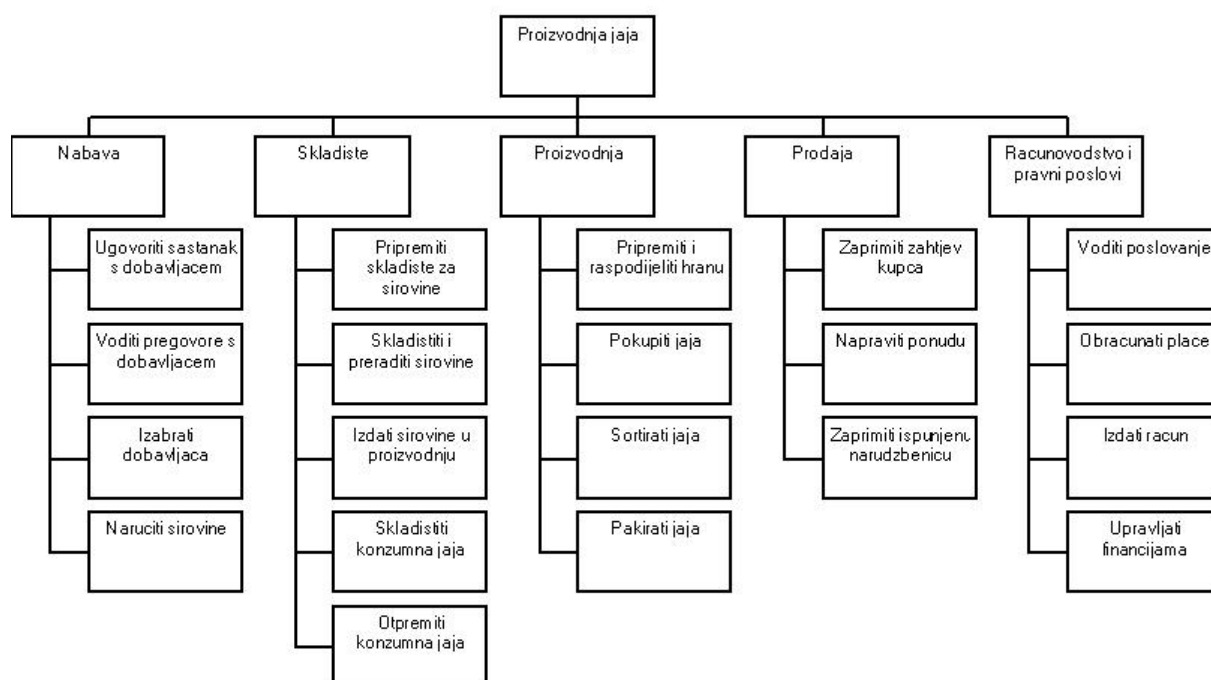 Proizvodnja jaja
Nabava
Skladiste
Proizvodnja
Prodaja
Racunovodstvo i
pravni poslovi
Ugovoriti sastanak
s dobavljacem
Voditi pregovore s
dobavljacem
Izabrati
dobavljaca
Naruciti sirovine
Pripremiti
skladiste za
sirovine
Skladistiti i
preraditi sirovine
Izdati sirovine u
proizvodnju
Skladistiti
konzumna jaja
Otpremiti
konzumna jaja
Pripremiti i
raspodijeliti hranu
Pokupiti jaja
Sortirati jaja
Pakirati jaja
Zaprimiti zahtjev
kupca
Napraviti ponudu
Zaprimiti ispunjenu
narudzbenicu
Voditi poslovanje
Obracunati place
Izdati racun
Upravljati
financijama